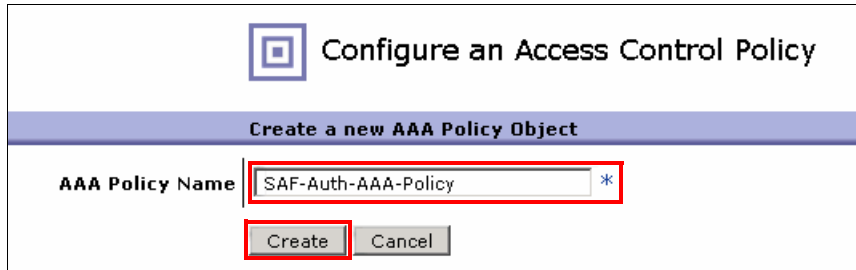 Configure an Access Control Policy
Create a new AAA Policy Object
AAA Policy Name SAF-Auth-AAA-Policy *
Create Cancel